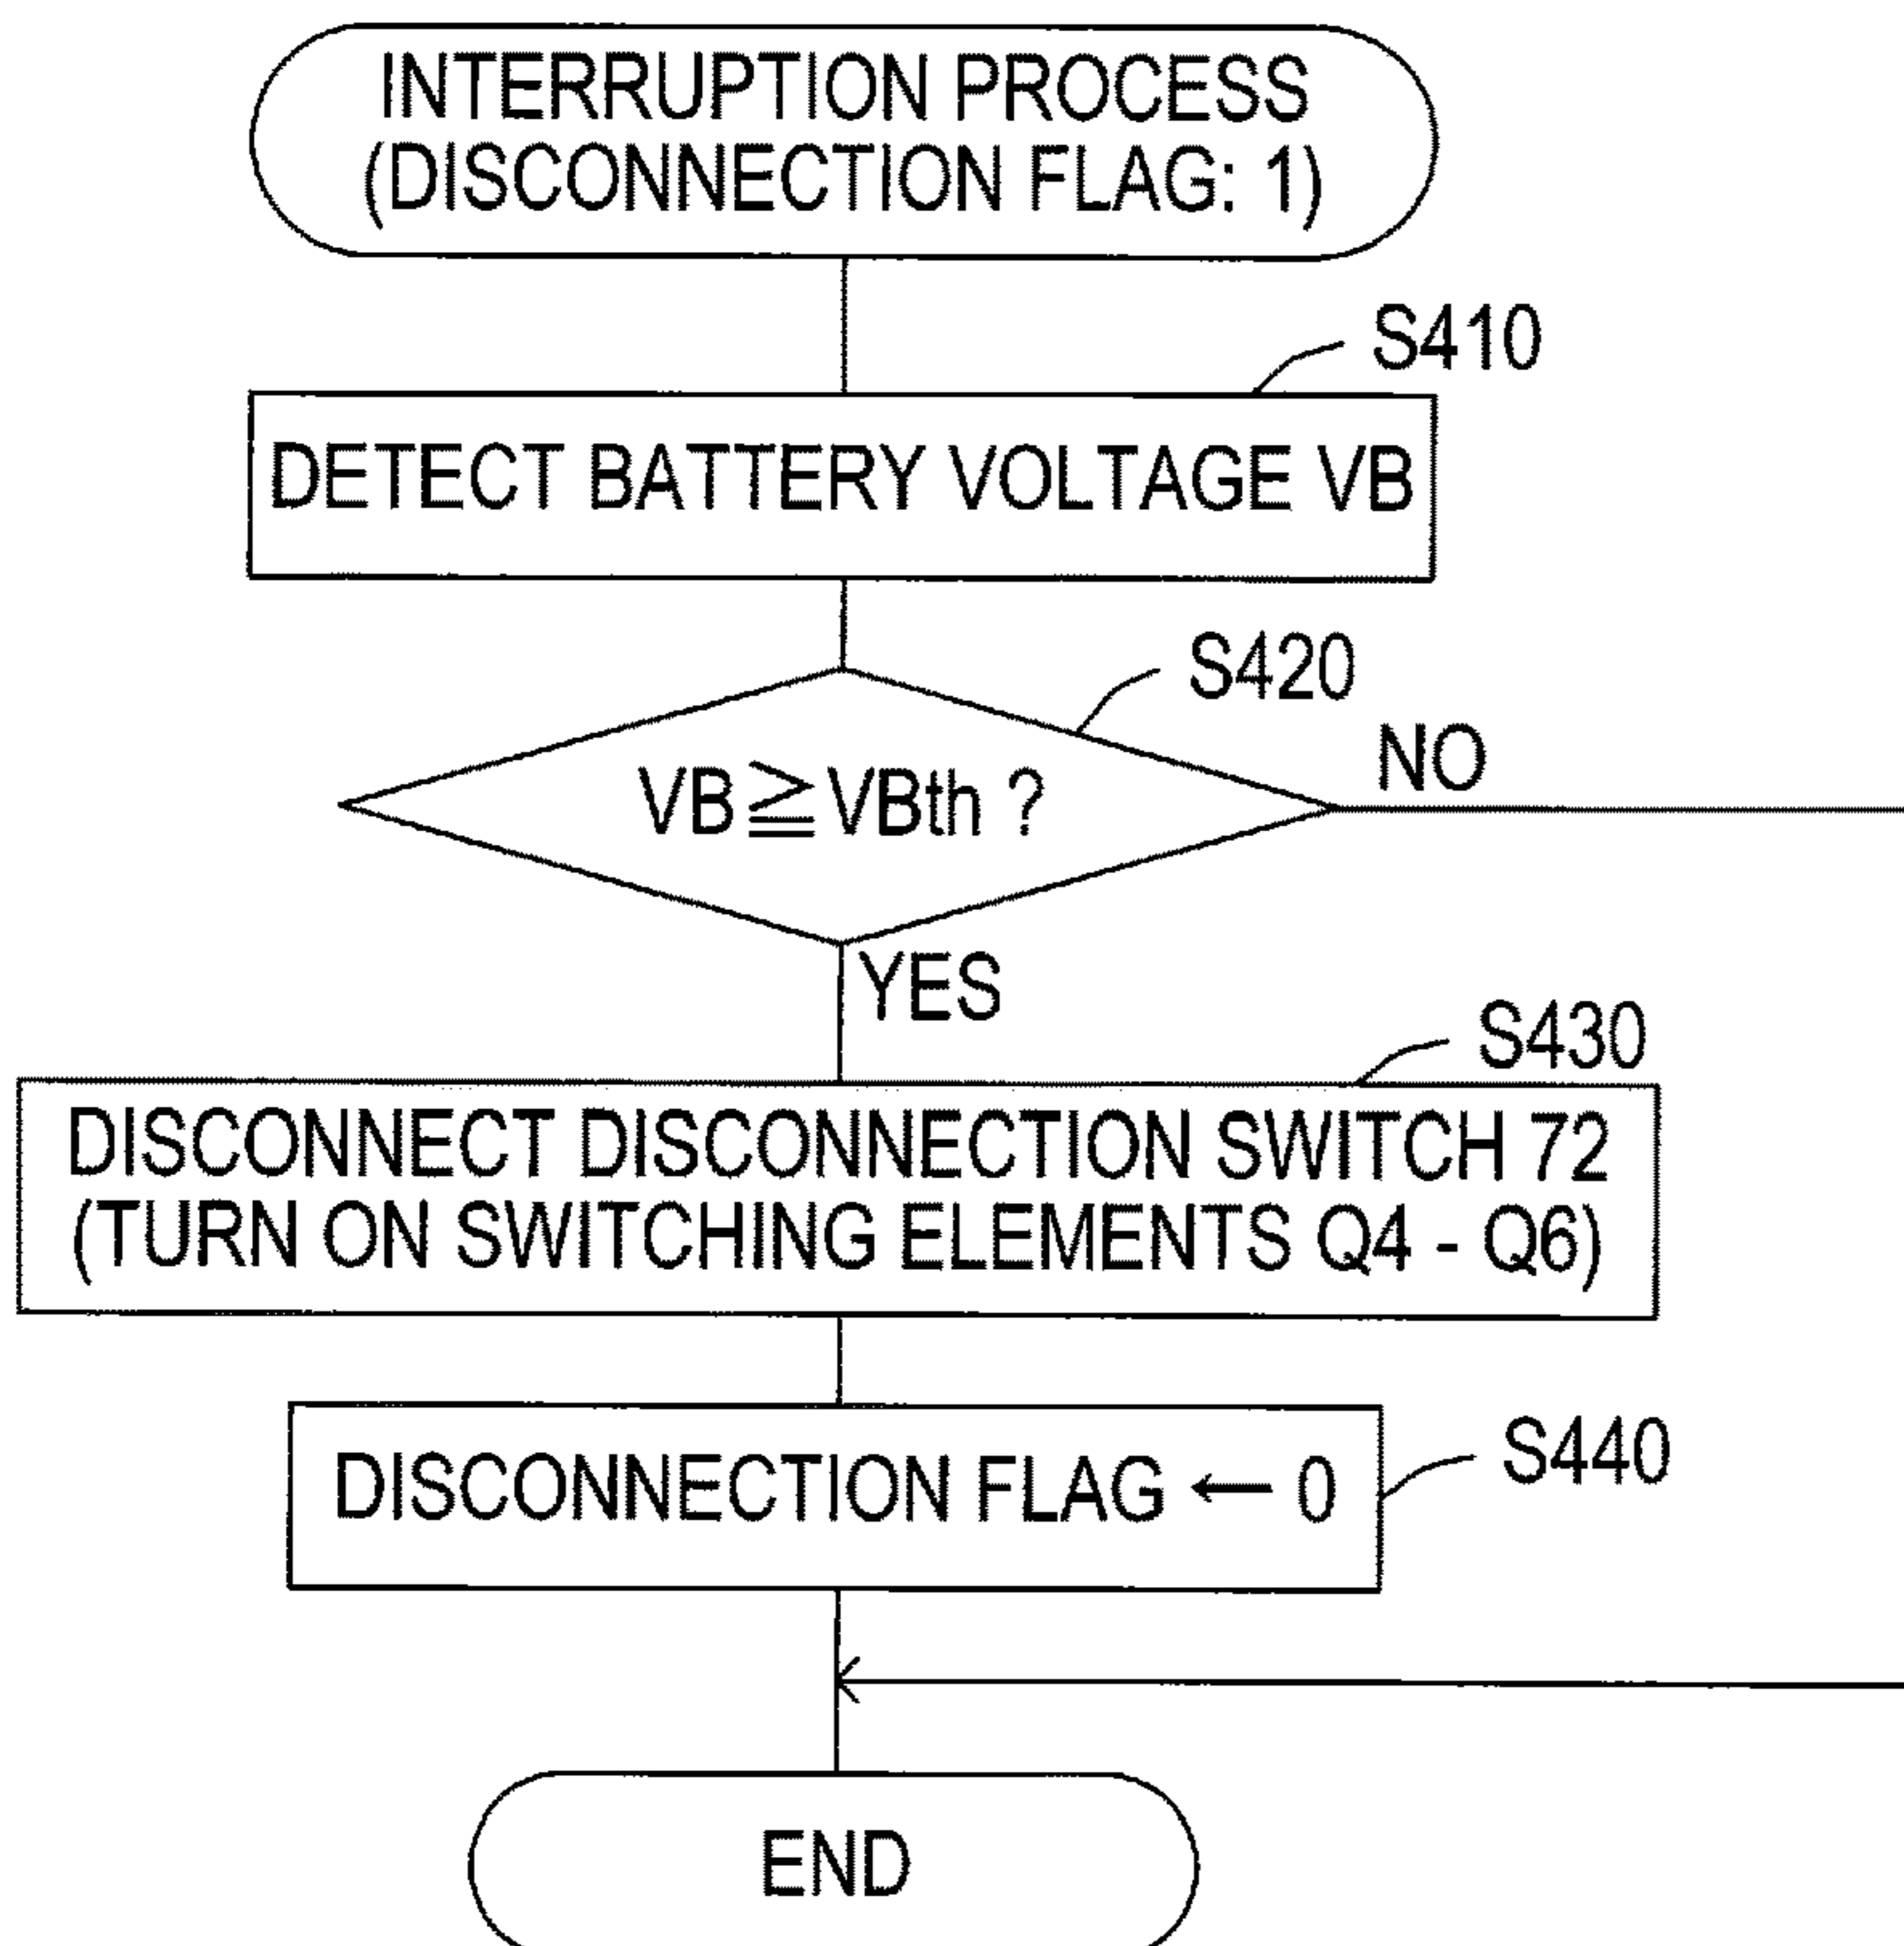 INTERRUPTION PROCESS
(DISCONNECTION FLAG: 1)
S410
DETECT BATTERY VOLTAGE VB
S420
NO
VB≧VBth ?
YES
S430
DISCONNECT DISCONNECTION SWITCH 72
(TURN ON SWITCHING ELEMENTS Q4 - Q6)
S440
DISCONNECTION FLAG ← 0
END